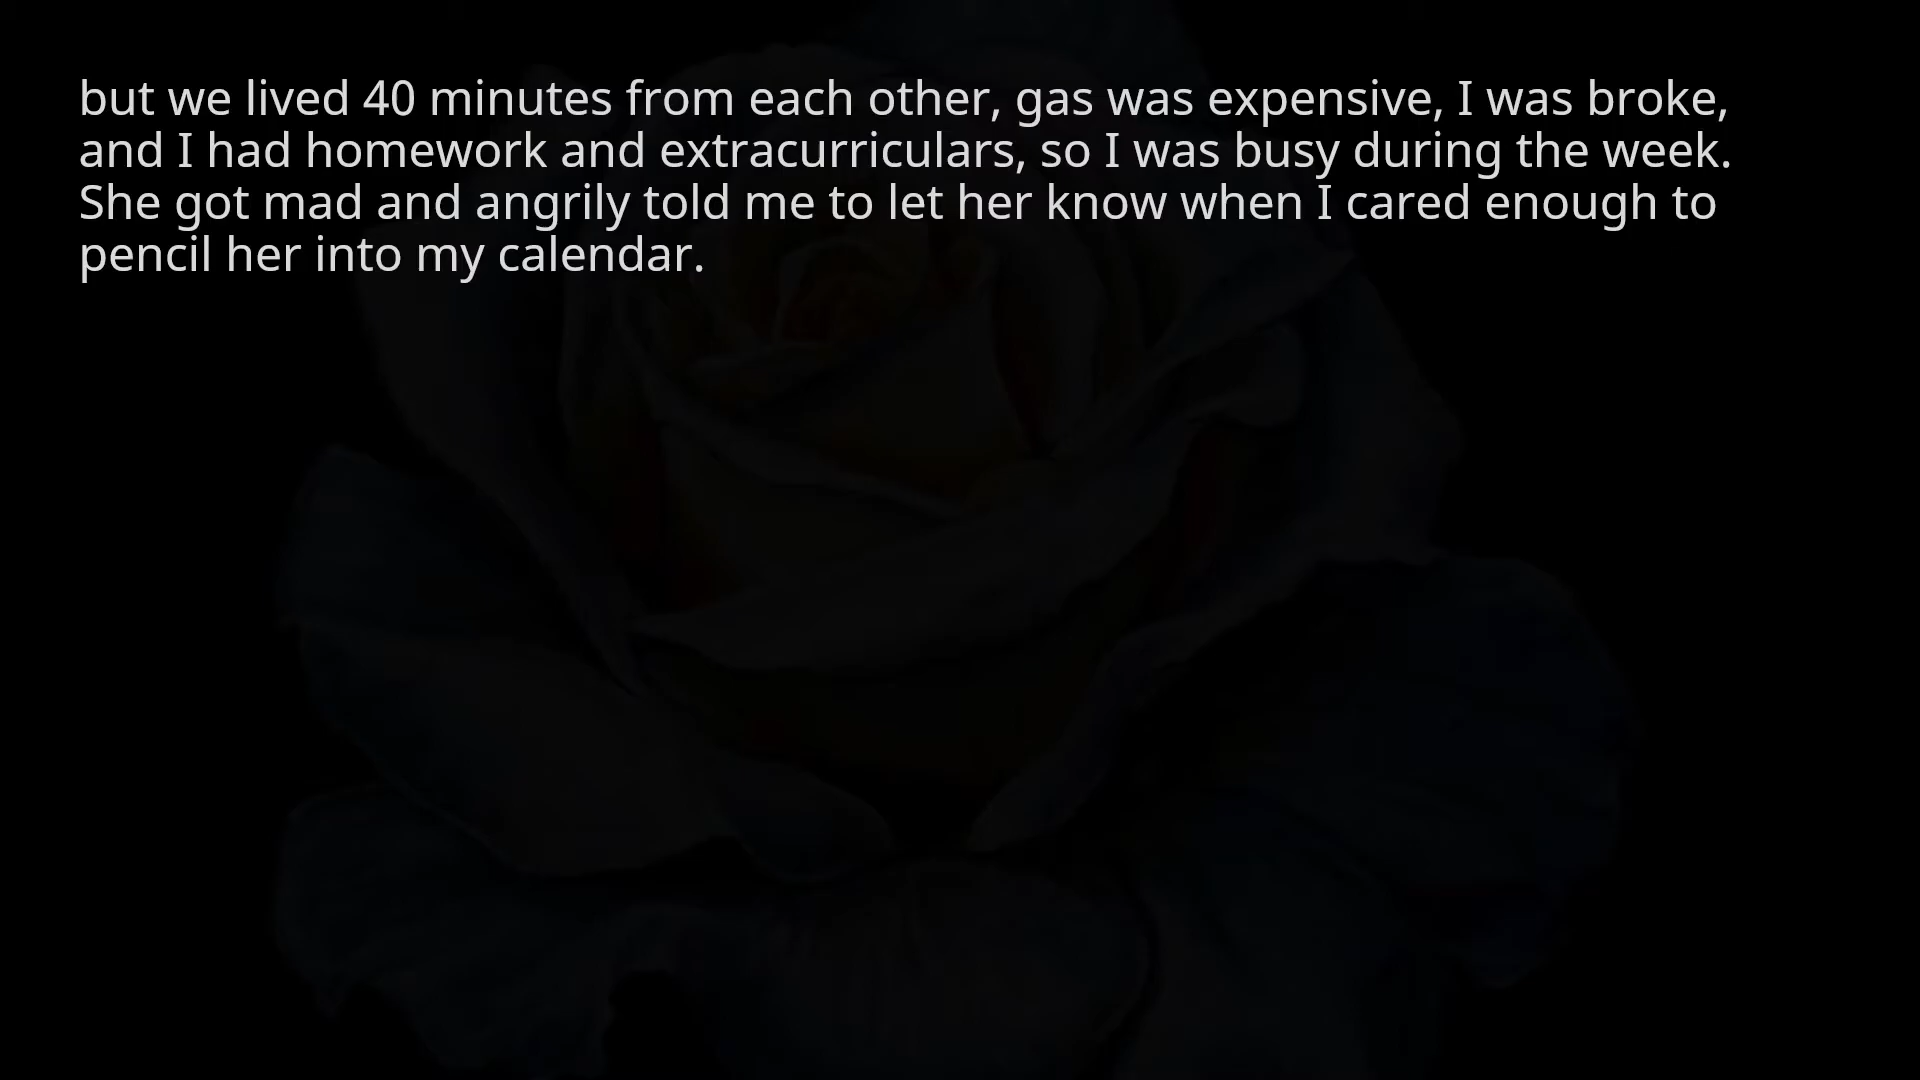 but we lived 40 minutes from each other, gas was expensive, I was broke,
and I had homework and extracurriculars, so I was busy during the week.
She got mad and angrily told me to let her know when I cared enough to
pencil her into my calendar.